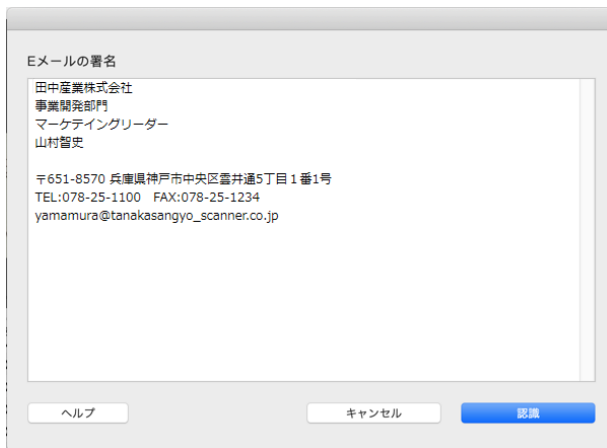 Eメールの署名
田中産業株式会社
事業開発部門
マーケテイングリーダー
山村智史
〒651-8570 兵庫県神戸市中央区雲井通5丁目１番1号
TEL:078-25-1100　FAX:078-25-1234
yamamura@tanakasangyo_scanner.co.jp
ヘルプ　キャンセル　認識